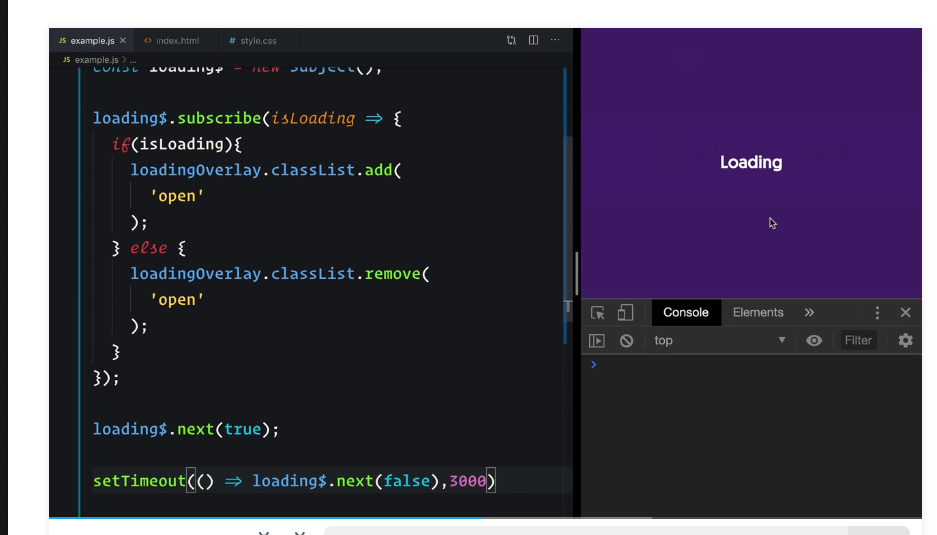 JS example.js × <> index.html # style.css
JS example.js > ...
const loading$ = new Subject();
loading$.subscribe(isLoading => {
if(isLoading){
loadingOverlay.classList.add(
'open'
);
} else {
loadingOverlay.classList.remove(
'open'
);
}
});
loading$.next(true);
setTimeout(() => loading$.next(false),3000)
Loading
Console Elements »
top Filter
>